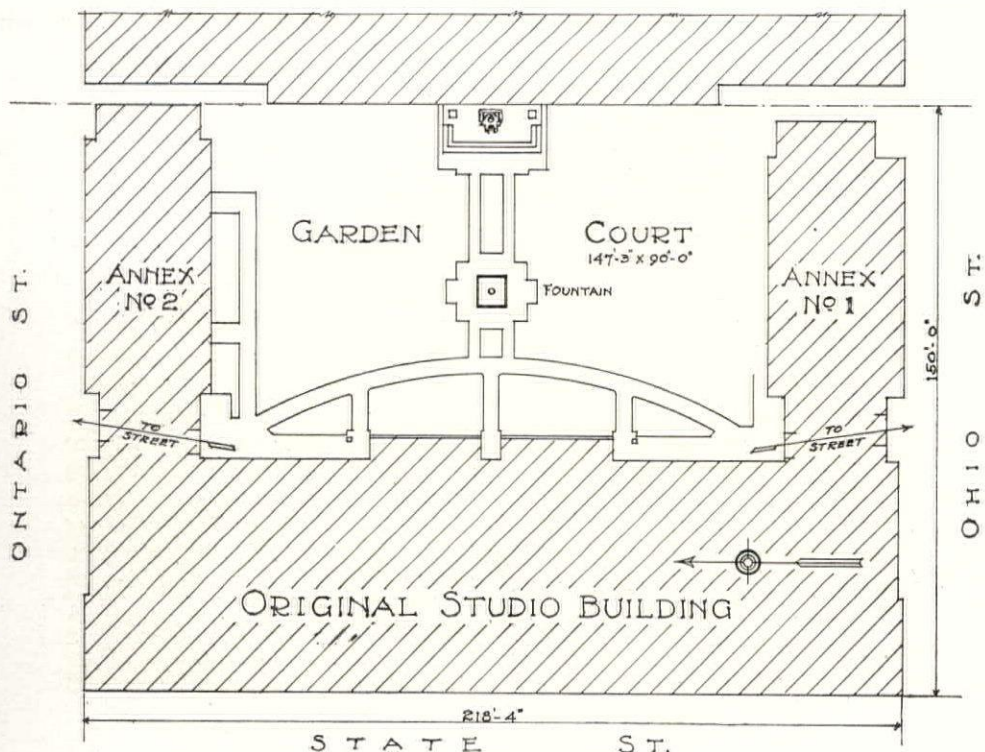 GARDEN COURT
147'-3" x 90'-0"
ANNEX
No 2
FOUNTAIN
ANNEX
No 1
ONTARIO ST.
OHIO ST.
150'-0"
TO
STREET
TO
STREET
ORIGINAL STUDIO BUILDING
218'-4"
STATE ST.